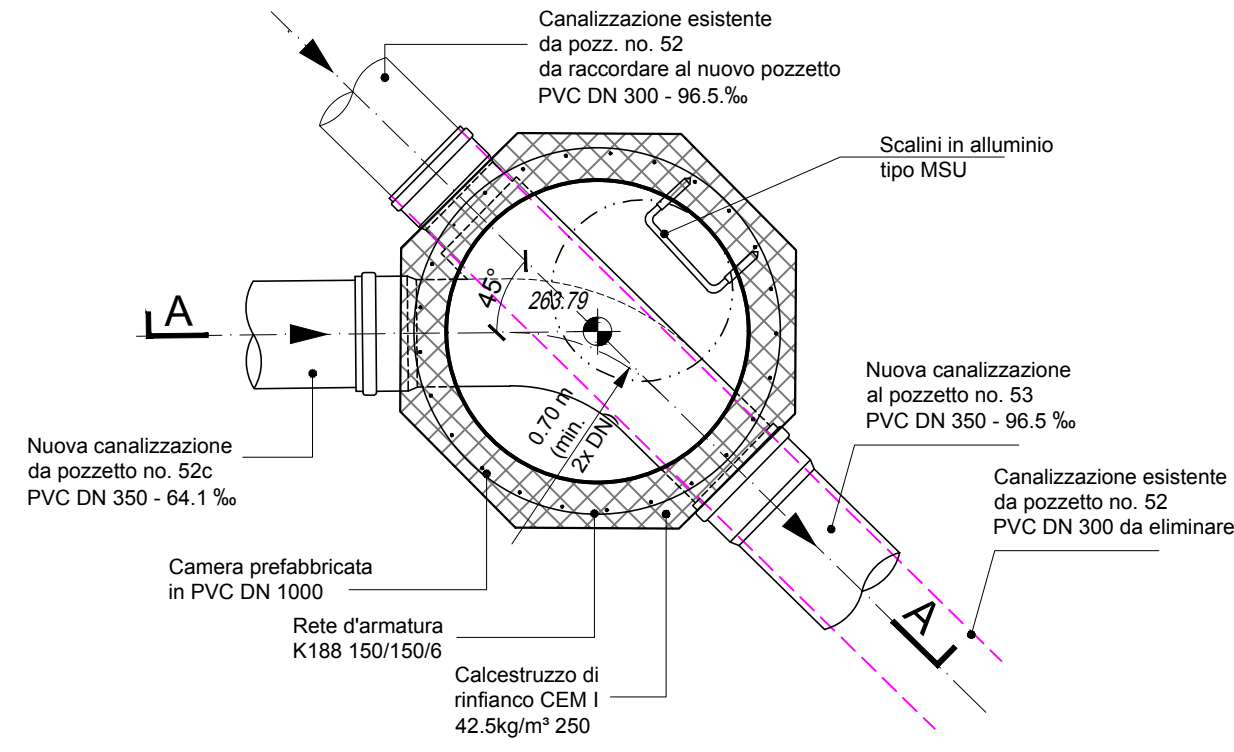 Canalizzazione esistente
da pozz. no. 52
da raccordare al nuovo pozzetto
PVC DN 300 - 96.5.‰
Scalini in alluminio
tipo MSU
A
45°
263.79
0.70 m
(min.
2x DN)
Nuova canalizzazione
al pozzetto no. 53
PVC DN 350 - 96.5 ‰
Nuova canalizzazione
da pozzetto no. 52c
PVC DN 350 - 64.1 ‰
Canalizzazione esistente
da pozzetto no. 52
PVC DN 300 da eliminare
A
Camera prefabbricata
in PVC DN 1000
Rete d'armatura
K188 150/150/6
Calcestruzzo di
rinfianco CEM I
42.5kg/m³ 250